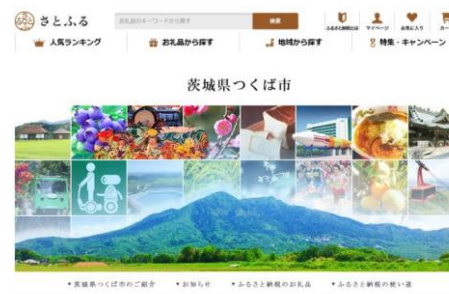 さとふる
お礼品のキーワードから探す
検索
ふるさと納税とは
マイページ
お気に入り
人気ランキング
お礼品から探す
地域から探す
特集・キャンペーン
茨城県つくば市
▼茨城県つくば市のご紹介
▼お知らせ
▼ふるさと納税のお礼品
▼ふるさと納税の使い道